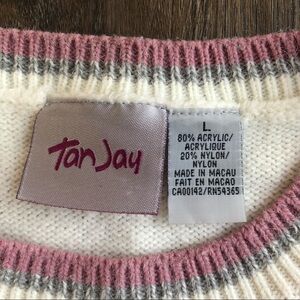 TanJay
L
80% ACRYLIC/
ACRYLIQUE
20% NYLON/
NYLON
MADE IN MACAU
FAIT EN MACAO
CA00142/RN54365